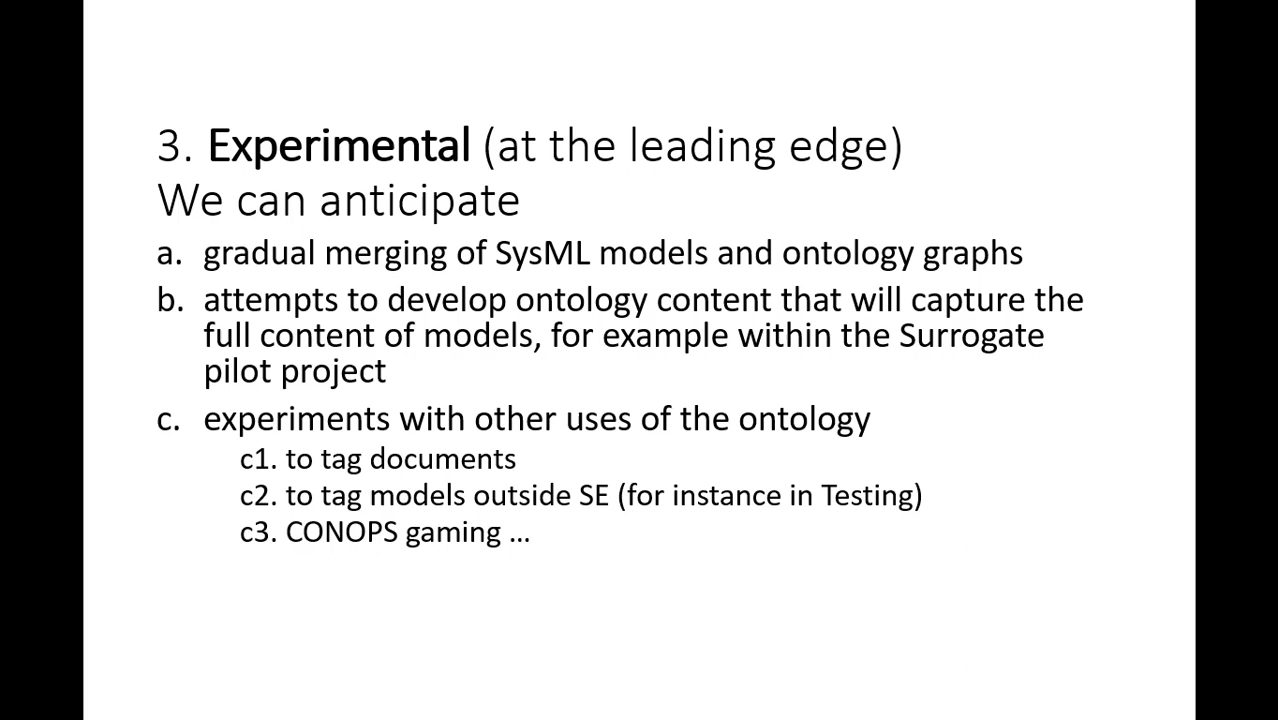 3. Experimental (at the leading edge)
We can anticipate
a. gradual merging of SysML models and ontology graphs
b. attempts to develop ontology content that will capture the
full content of models, for example within the Surrogate
pilot project
c. experiments with other uses of the ontology
c1. to tag documents
c2. to tag models outside SE (for instance in Testing)
c3. CONOPS gaming ...